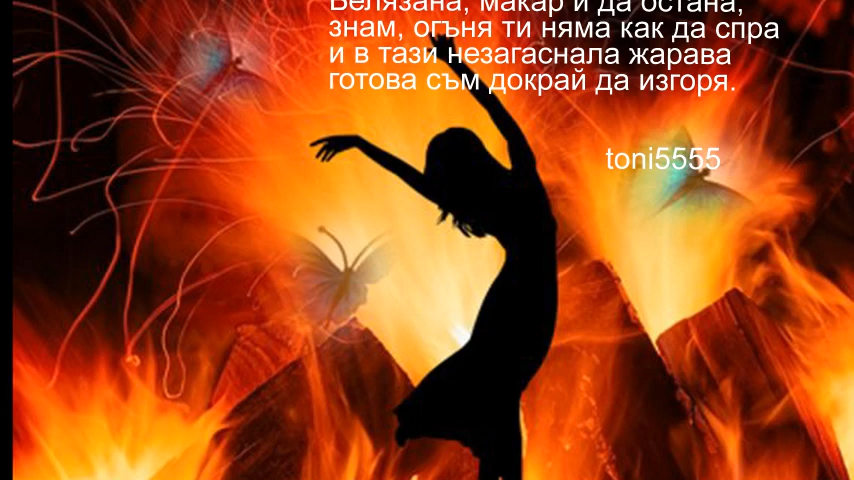 Белязана, макар и да остана,
знам, огъня ти няма как да спра
и в тази незагаснала жарава
готова съм докрай да изгоря.
toni5555